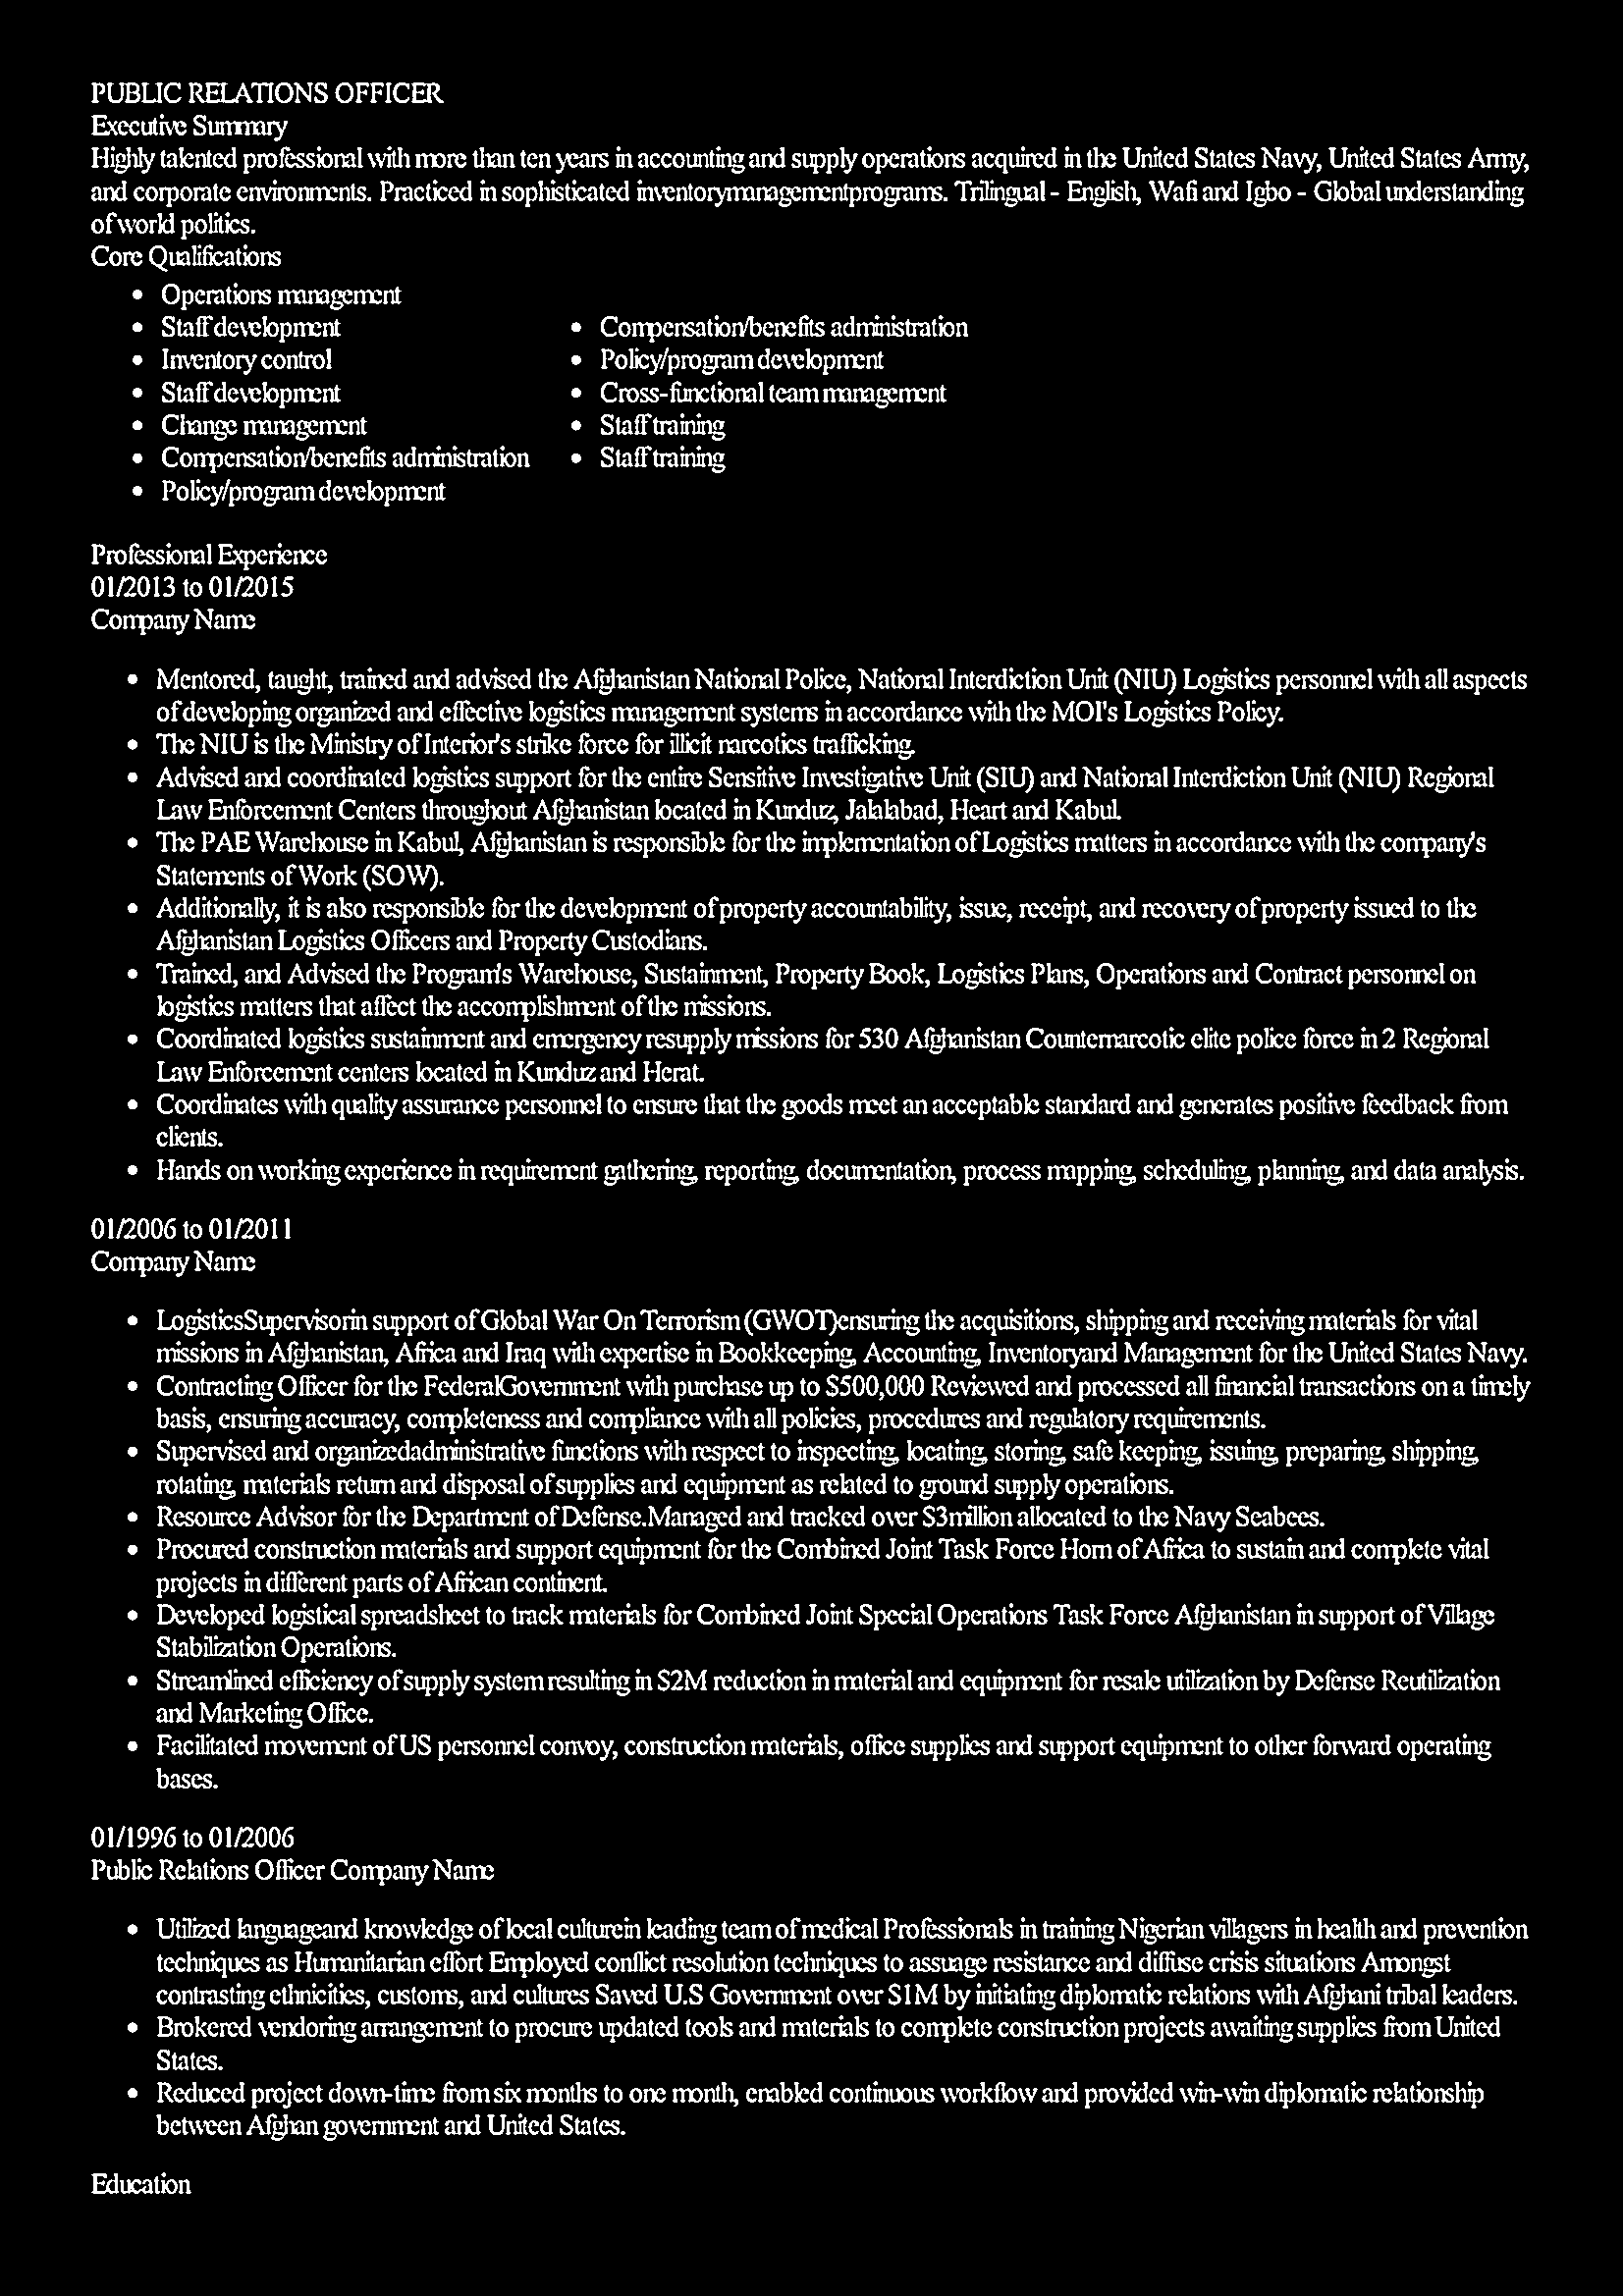 PUBLIC RELATIONS OFFICER
Executive Summary
Highly talented professional with more than ten years in accounting and supply operations acquired in the United States Navy, United States Army,
and corporate environments. Practiced in sophisticated inventorymanagementprograms. Trilingual - English, Wafi and Igbo - Global understanding
of world politics.
Core Qualifications
• Operations management
• Staff development
• Inventory control
• Staff development
• Change management
• Compensation/benefits administration
• Policy/program development
• Compensation/benefits administration
• Policy/program development
• Cross-functional team management
• Staff training
• Staff training
Professional Experience
01/2013 to 01/2015
Company Name
• Mentored, taught, trained and advised the Afghanistan National Police, National Interdiction Unit (NIU) Logistics personnel with all aspects
of developing organized and effective logistics management systems in accordance with the MOI's Logistics Policy.
• The NIU is the Ministry of Interior's strike force for illicit narcotics trafficking.
• Advised and coordinated logistics support for the entire Sensitive Investigative Unit (SIU) and National Interdiction Unit (NIU) Regional
Law Enforcement Centers throughout Afghanistan located in Kunduz, Jalalabad, Heart and Kabul.
• The PAE Warehouse in Kabul, Afghanistan is responsible for the implementation of Logistics matters in accordance with the company's
Statements of Work (SOW).
• Additionally, it is also responsible for the development of property accountability, issue, receipt, and recovery of property issued to the
Afghanistan Logistics Officers and Property Custodians.
• Trained, and Advised the Program's Warehouse, Sustainment, Property Book, Logistics Plans, Operations and Contract personnel on
logistics matters that affect the accomplishment of the missions.
• Coordinated logistics sustainment and emergency resupply missions for 530 Afghanistan Counternarcotic elite police force in 2 Regional
Law Enforcement centers located in Kunduz and Herat.
• Coordinates with quality assurance personnel to ensure that the goods meet an acceptable standard and generates positive feedback from
clients.
• Hands on working experience in requirement gathering, reporting, documentation, process mapping, scheduling, planning, and data analysis.
01/2006 to 01/2011
Company Name
• LogisticsSupervisorin support of Global War On Terrorism (GWOT)ensuring the acquisitions, shipping and receiving materials for vital
missions in Afghanistan, Africa and Iraq with expertise in Bookkeeping, Accounting, Inventoryand Management for the United States Navy.
• Contracting Officer for the FederalGovernment with purchase up to $500,000 Reviewed and processed all financial transactions on a timely
basis, ensuring accuracy, completeness and compliance with all policies, procedures and regulatory requirements.
• Supervised and organizedadministrative functions with respect to inspecting, locating, storing, safe keeping, issuing, preparing, shipping,
rotating, materials return and disposal of supplies and equipment as related to ground supply operations.
• Resource Advisor for the Department of Defense.Managed and tracked over $3million allocated to the Navy Seabees.
• Procured construction materials and support equipment for the Combined Joint Task Force Horn of Africa to sustain and complete vital
projects in different parts of African continent.
• Developed logistical spreadsheet to track materials for Combined Joint Special Operations Task Force Afghanistan in support of Village
Stabilization Operations.
• Streamlined efficiency of supply system resulting in $2M reduction in material and equipment for resale utilization by Defense Reutilization
and Marketing Office.
• Facilitated movement of US personnel convoy, construction materials, office supplies and support equipment to other forward operating
bases.
01/1996 to 01/2006
Public Relations Officer Company Name
• Utilized languageand knowledge of local culturein leading team of medical Professionals in training Nigerian villagers in health and prevention
techniques as Humanitarian effort Employed conflict resolution techniques to assuage resistance and diffuse crisis situations Amongst
contrasting ethnicities, customs, and cultures Saved U.S Government over $1M by initiating diplomatic relations with Afghani tribal leaders.
• Brokered vendoring arrangement to procure updated tools and materials to complete construction projects awaiting supplies from United
States.
• Reduced project down-time from six months to one month, enabled continuous workflow and provided win-win diplomatic relationship
between Afghan government and United States.
Education